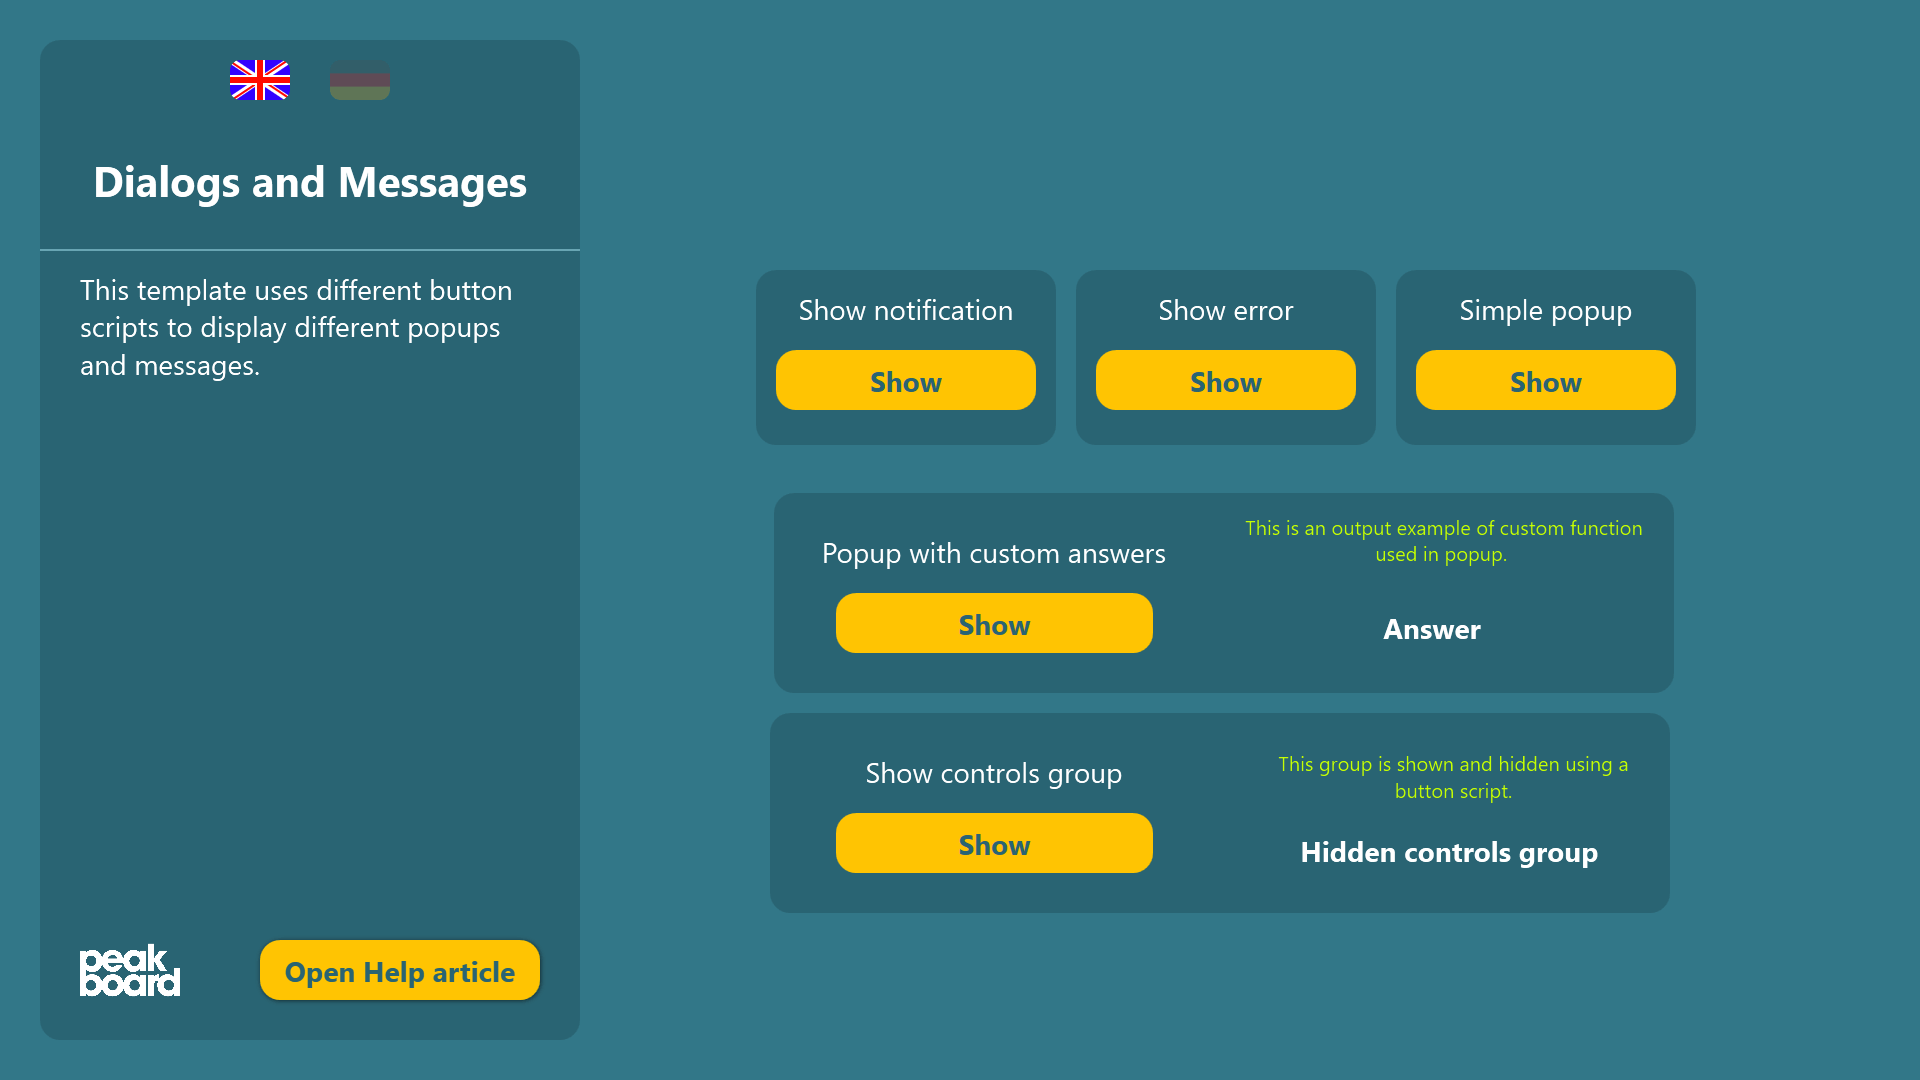 Dialogs and Messages
This template uses different button
scripts to display different popups
and messages.
peak
board
Open Help article
Show notification
Show
Show error
Show
Simple popup
Show
Popup with custom answers
Show
This is an output example of custom function
used in popup.
Answer
Show controls group
Show
This group is shown and hidden using a
button script.
Hidden controls group